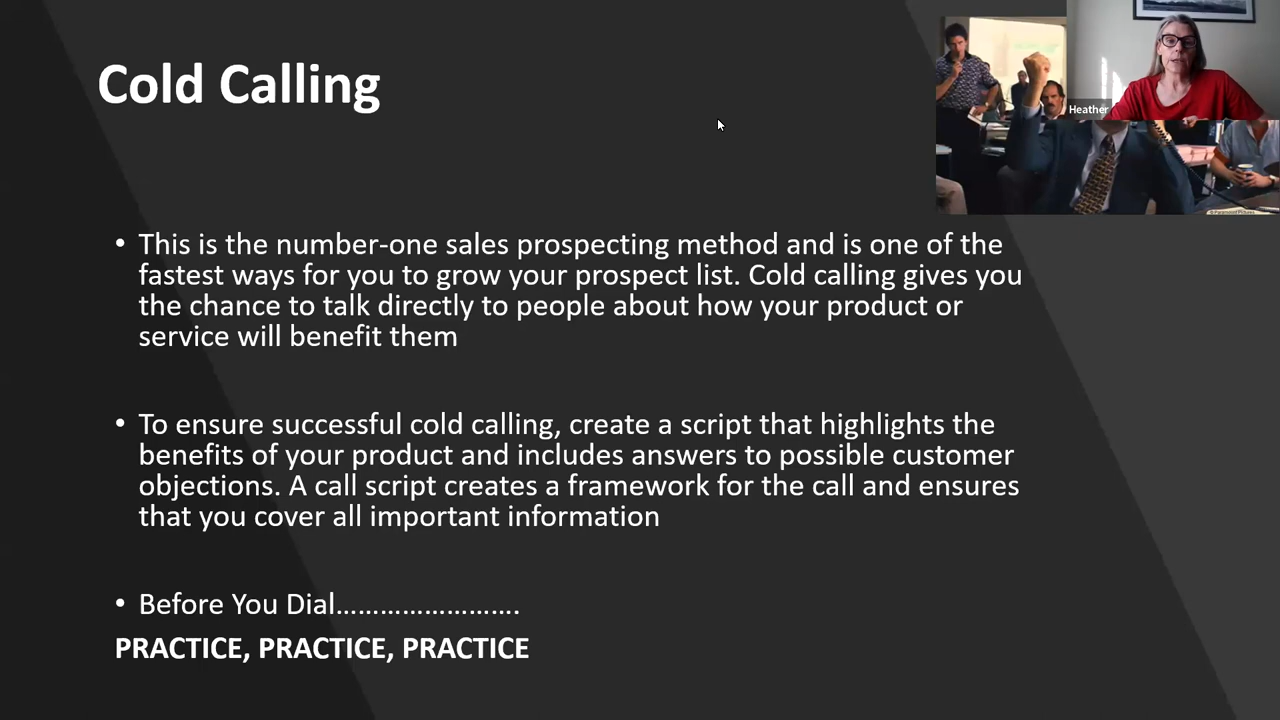 Cold Calling
Heather
© Paramount Pictures
• This is the number-one sales prospecting method and is one of the
fastest ways for you to grow your prospect list. Cold calling gives you
the chance to talk directly to people about how your product or
service will benefit them
• To ensure successful cold calling, create a script that highlights the
benefits of your product and includes answers to possible customer
objections. A call script creates a framework for the call and ensures
that you cover all important information
• Before You Dial…………………….
PRACTICE, PRACTICE, PRACTICE